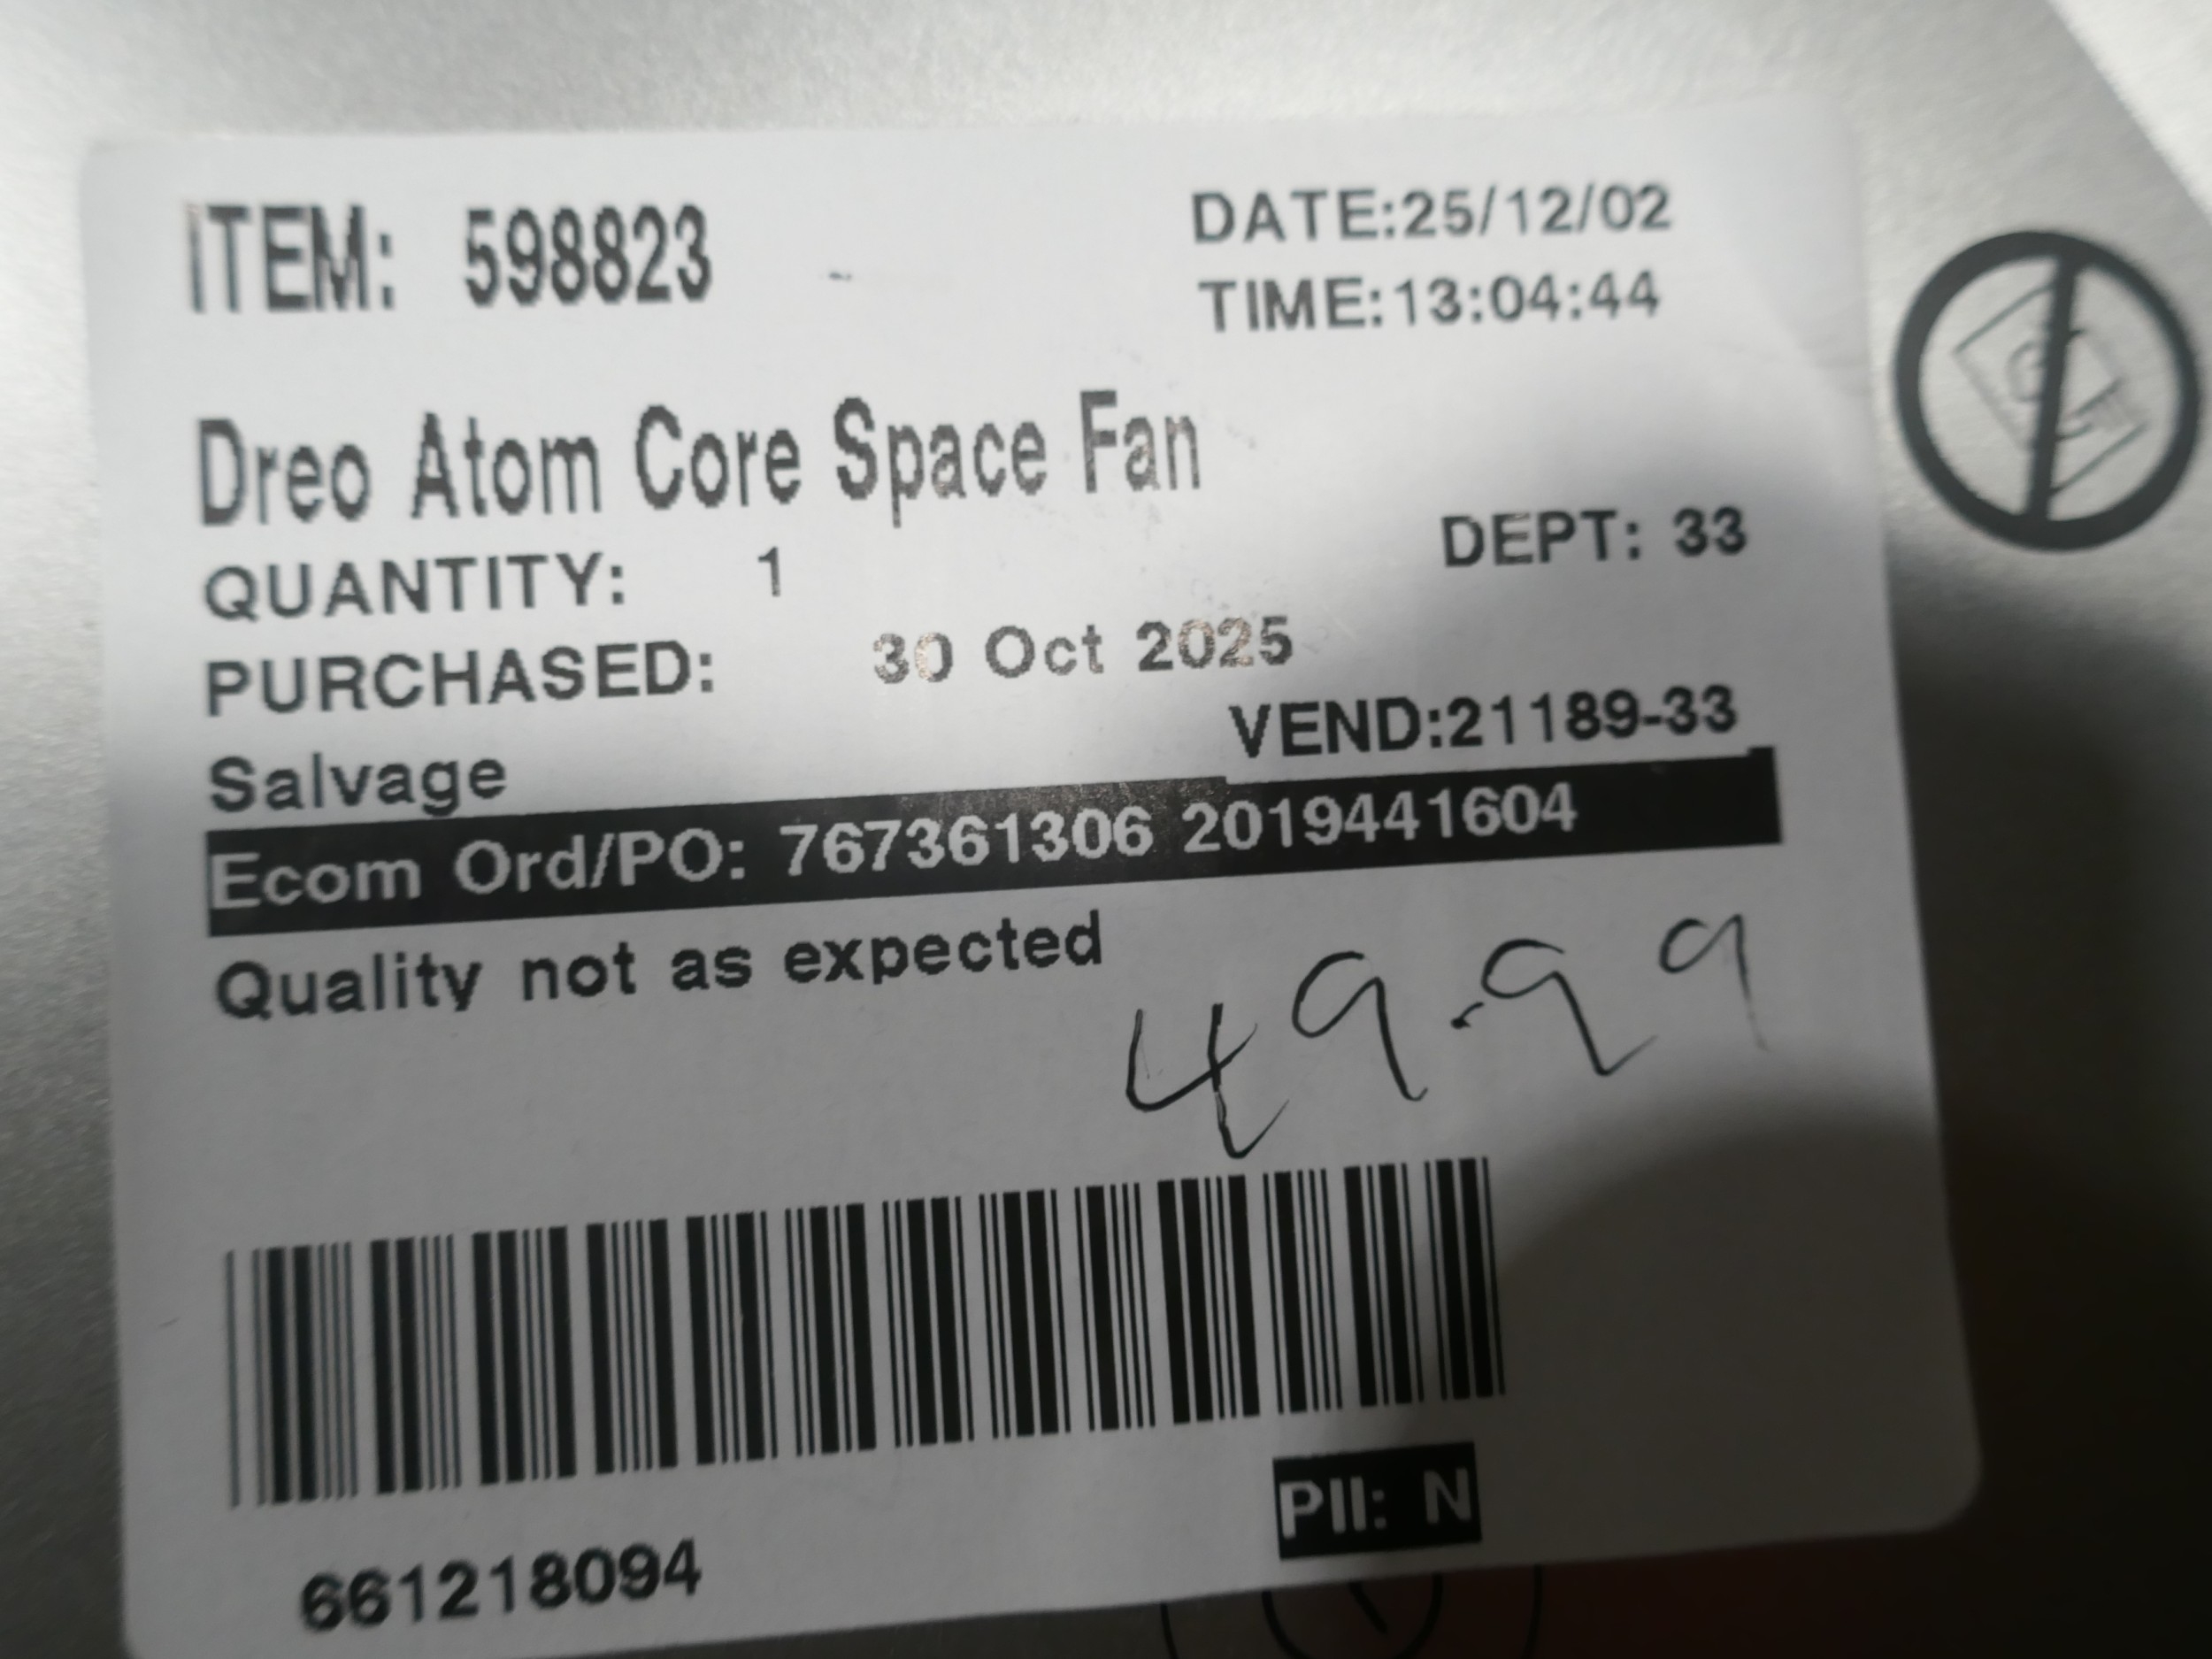 ITEM: 598823
DATE:25/12/02
TIME:13:04:44
Dreo Atom Core Space Fan
QUANTITY: 1
DEPT: 33
PURCHASED: 30 Oct 2025
VEND:21189-33
Salvage
Ecom Ord/PO: 767361306 2019441604
Quality not as expected
49.99
PII: N
661218094